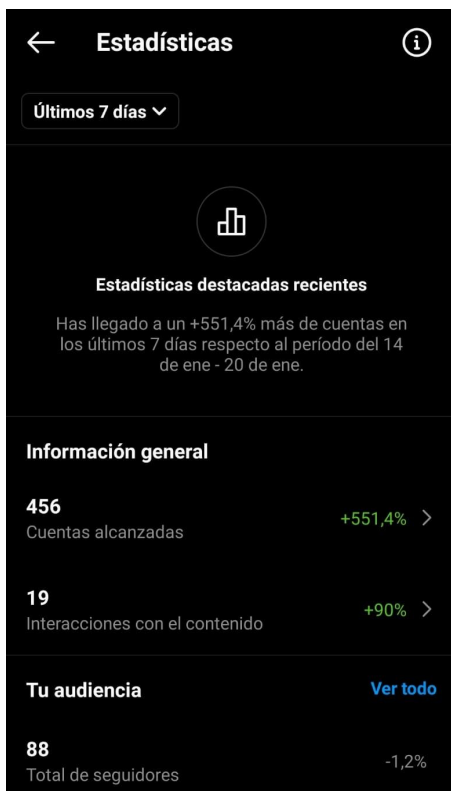 Estadísticas
Últimos 7 días
Estadísticas destacadas recientes
Has llegado a un +551,4% más de cuentas en
los últimos 7 días respecto al período del 14
de ene - 20 de ene.
Información general
456
Cuentas alcanzadas
+551,4%
19
Interacciones con el contenido
+90%
Tu audiencia
Ver todo
88
Total de seguidores
-1,2%